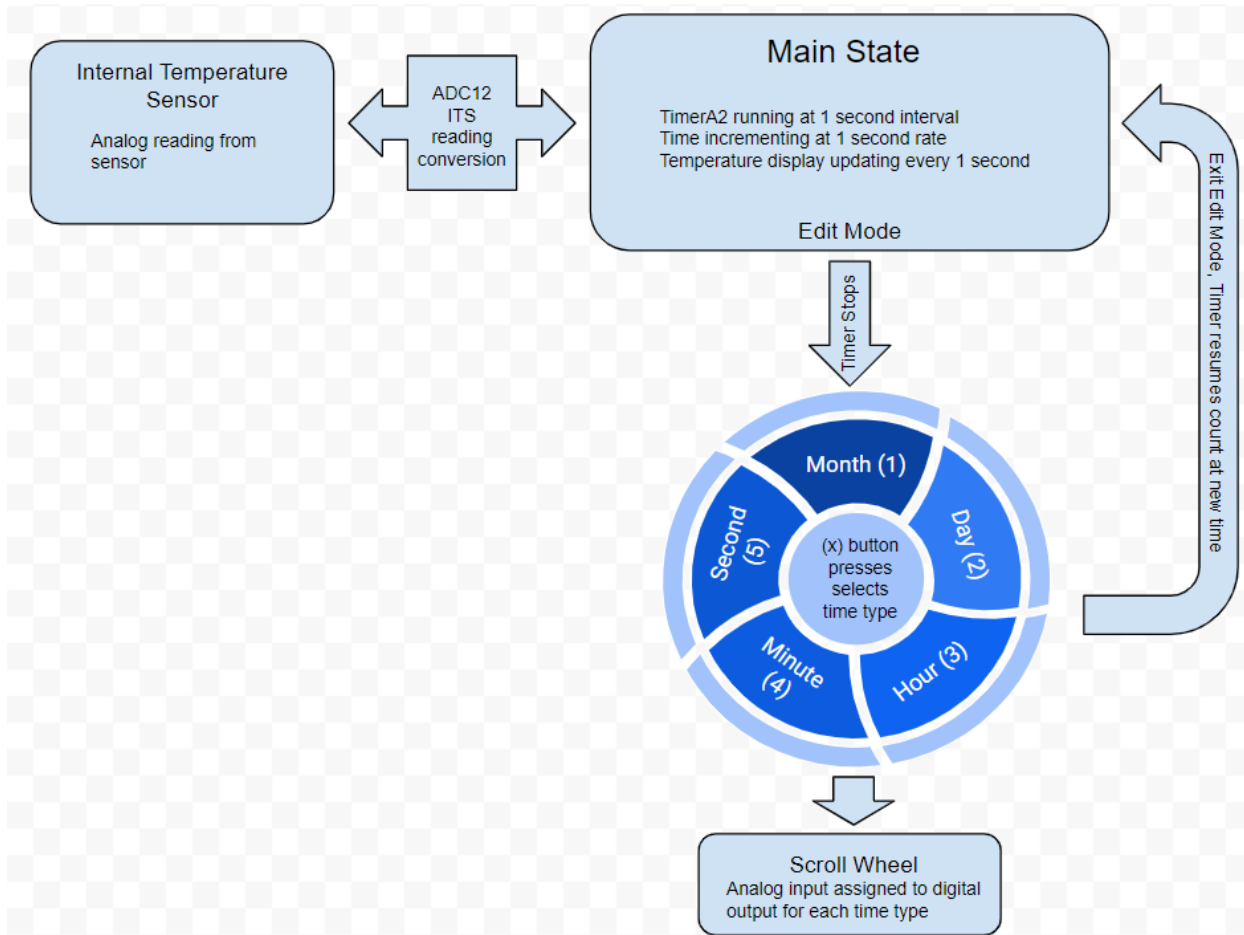 Internal Temperature
Sensor
Analog reading from
sensor
ADC12
ITS
reading
conversion
Main State
TimerA2 running at 1 second interval
Time incrementing at 1 second rate
Temperature display updating every 1 second
Edit Mode
Timer Stops
Exit Edit Mode, Timer resumes count at new time
Month (1)
Day (2)
Hour (3)
Minute
(4)
Second
(5)
(x) button
presses
selects
time type
Scroll Wheel
Analog input assigned to digital
output for each time type